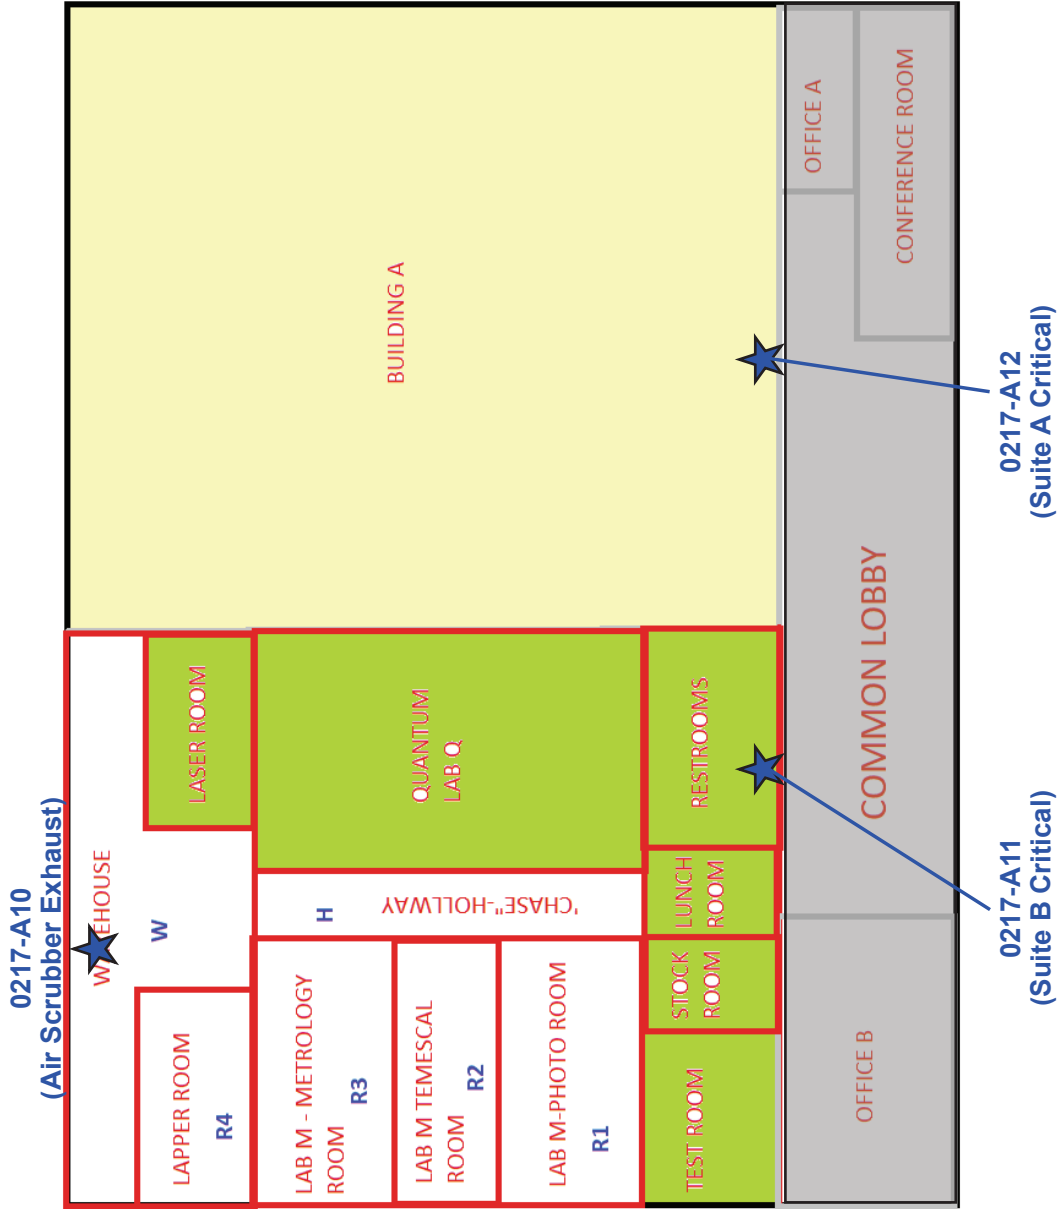 0217-A10
(Air Scrubber Exhaust)
W EHOUSE
W
LASER ROOM
LAPPER ROOM
R4
BUILDING A
QUANTUM
LAB Q
"CHASE"-HOLLWAY
H
LAB M - METROLOGY
ROOM
R3
LAB M TEMESCAL
ROOM
R2
LAB M-PHOTO ROOM
R1
RESTROOMS
LUNCH
ROOM
STOCK
ROOM
TEST ROOM
OFFICE A
CONFERENCE ROOM
COMMON LOBBY
OFFICE B
0217-A12
(Suite A Critical)
0217-A11
(Suite B Critical)